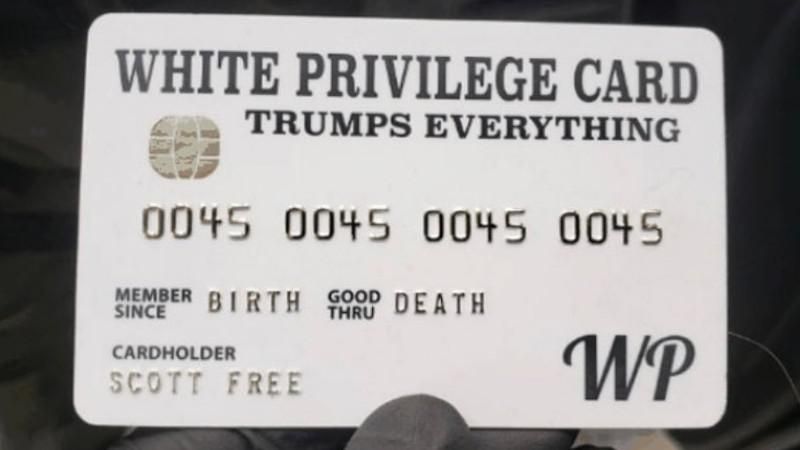 WHITE PRIVILEGE CARD
TRUMPS EVERYTHING
0045 0045 0045 0045
MEMBER SINCE BIRTH GOOD THRU DEATH
CARDHOLDER
SCOTT FREE
WP